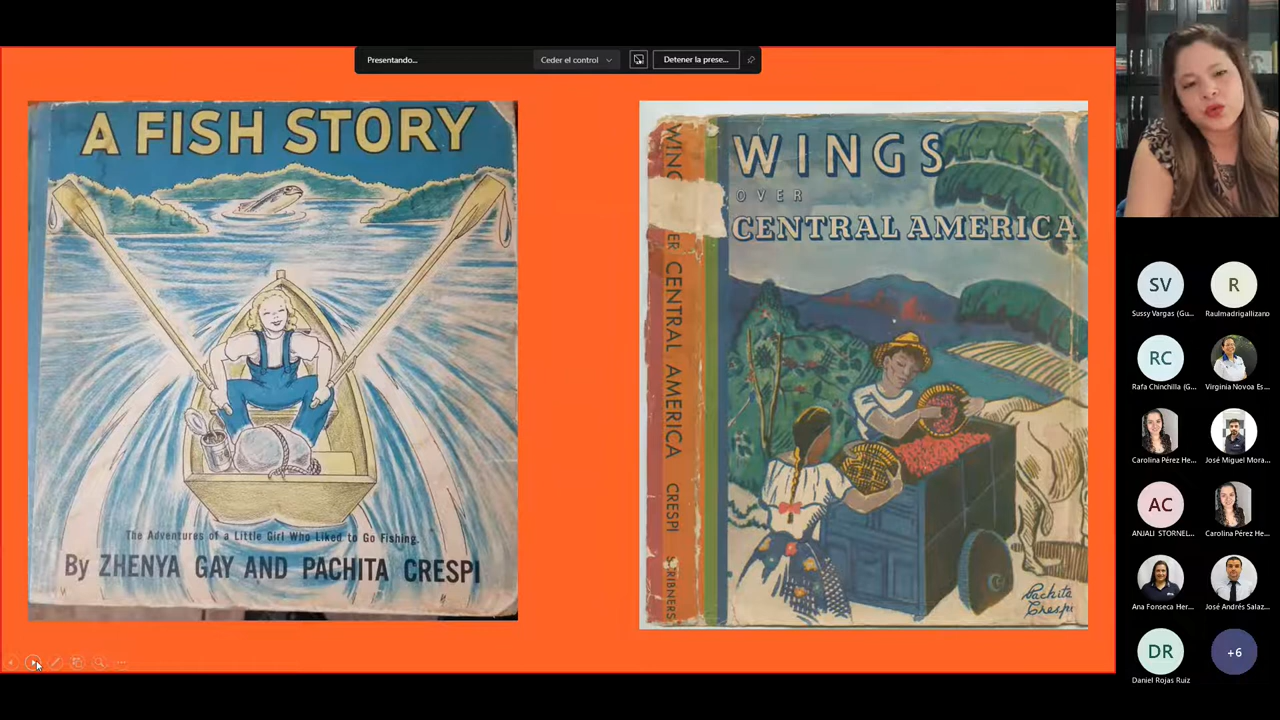 Presentando...
Ceder el control
Detener la prese...
A FISH STORY
The Adventures of a Little Girl Who Liked to Go Fishing.
By ZHENYA GAY AND PACHITA CRESPI
WINGS
OVER
CENTRAL AMERICA
Pachita
Crespi
WING
ER CENTRAL AMERICA
CRESPI
SCRIBNERS
SV
Sussy Vargas (Gu...
R
Raulmadrigallizano
RC
Rafa Chinchilla (G...
Virginia Novoa Es...
Carolina Pérez He...
José Miguel Mora...
AC
ANJALI STORNEL...
Carolina Pérez He...
Ana Fonseca Her...
José Andrés Salaz...
DR
Daniel Rojas Ruiz
+6